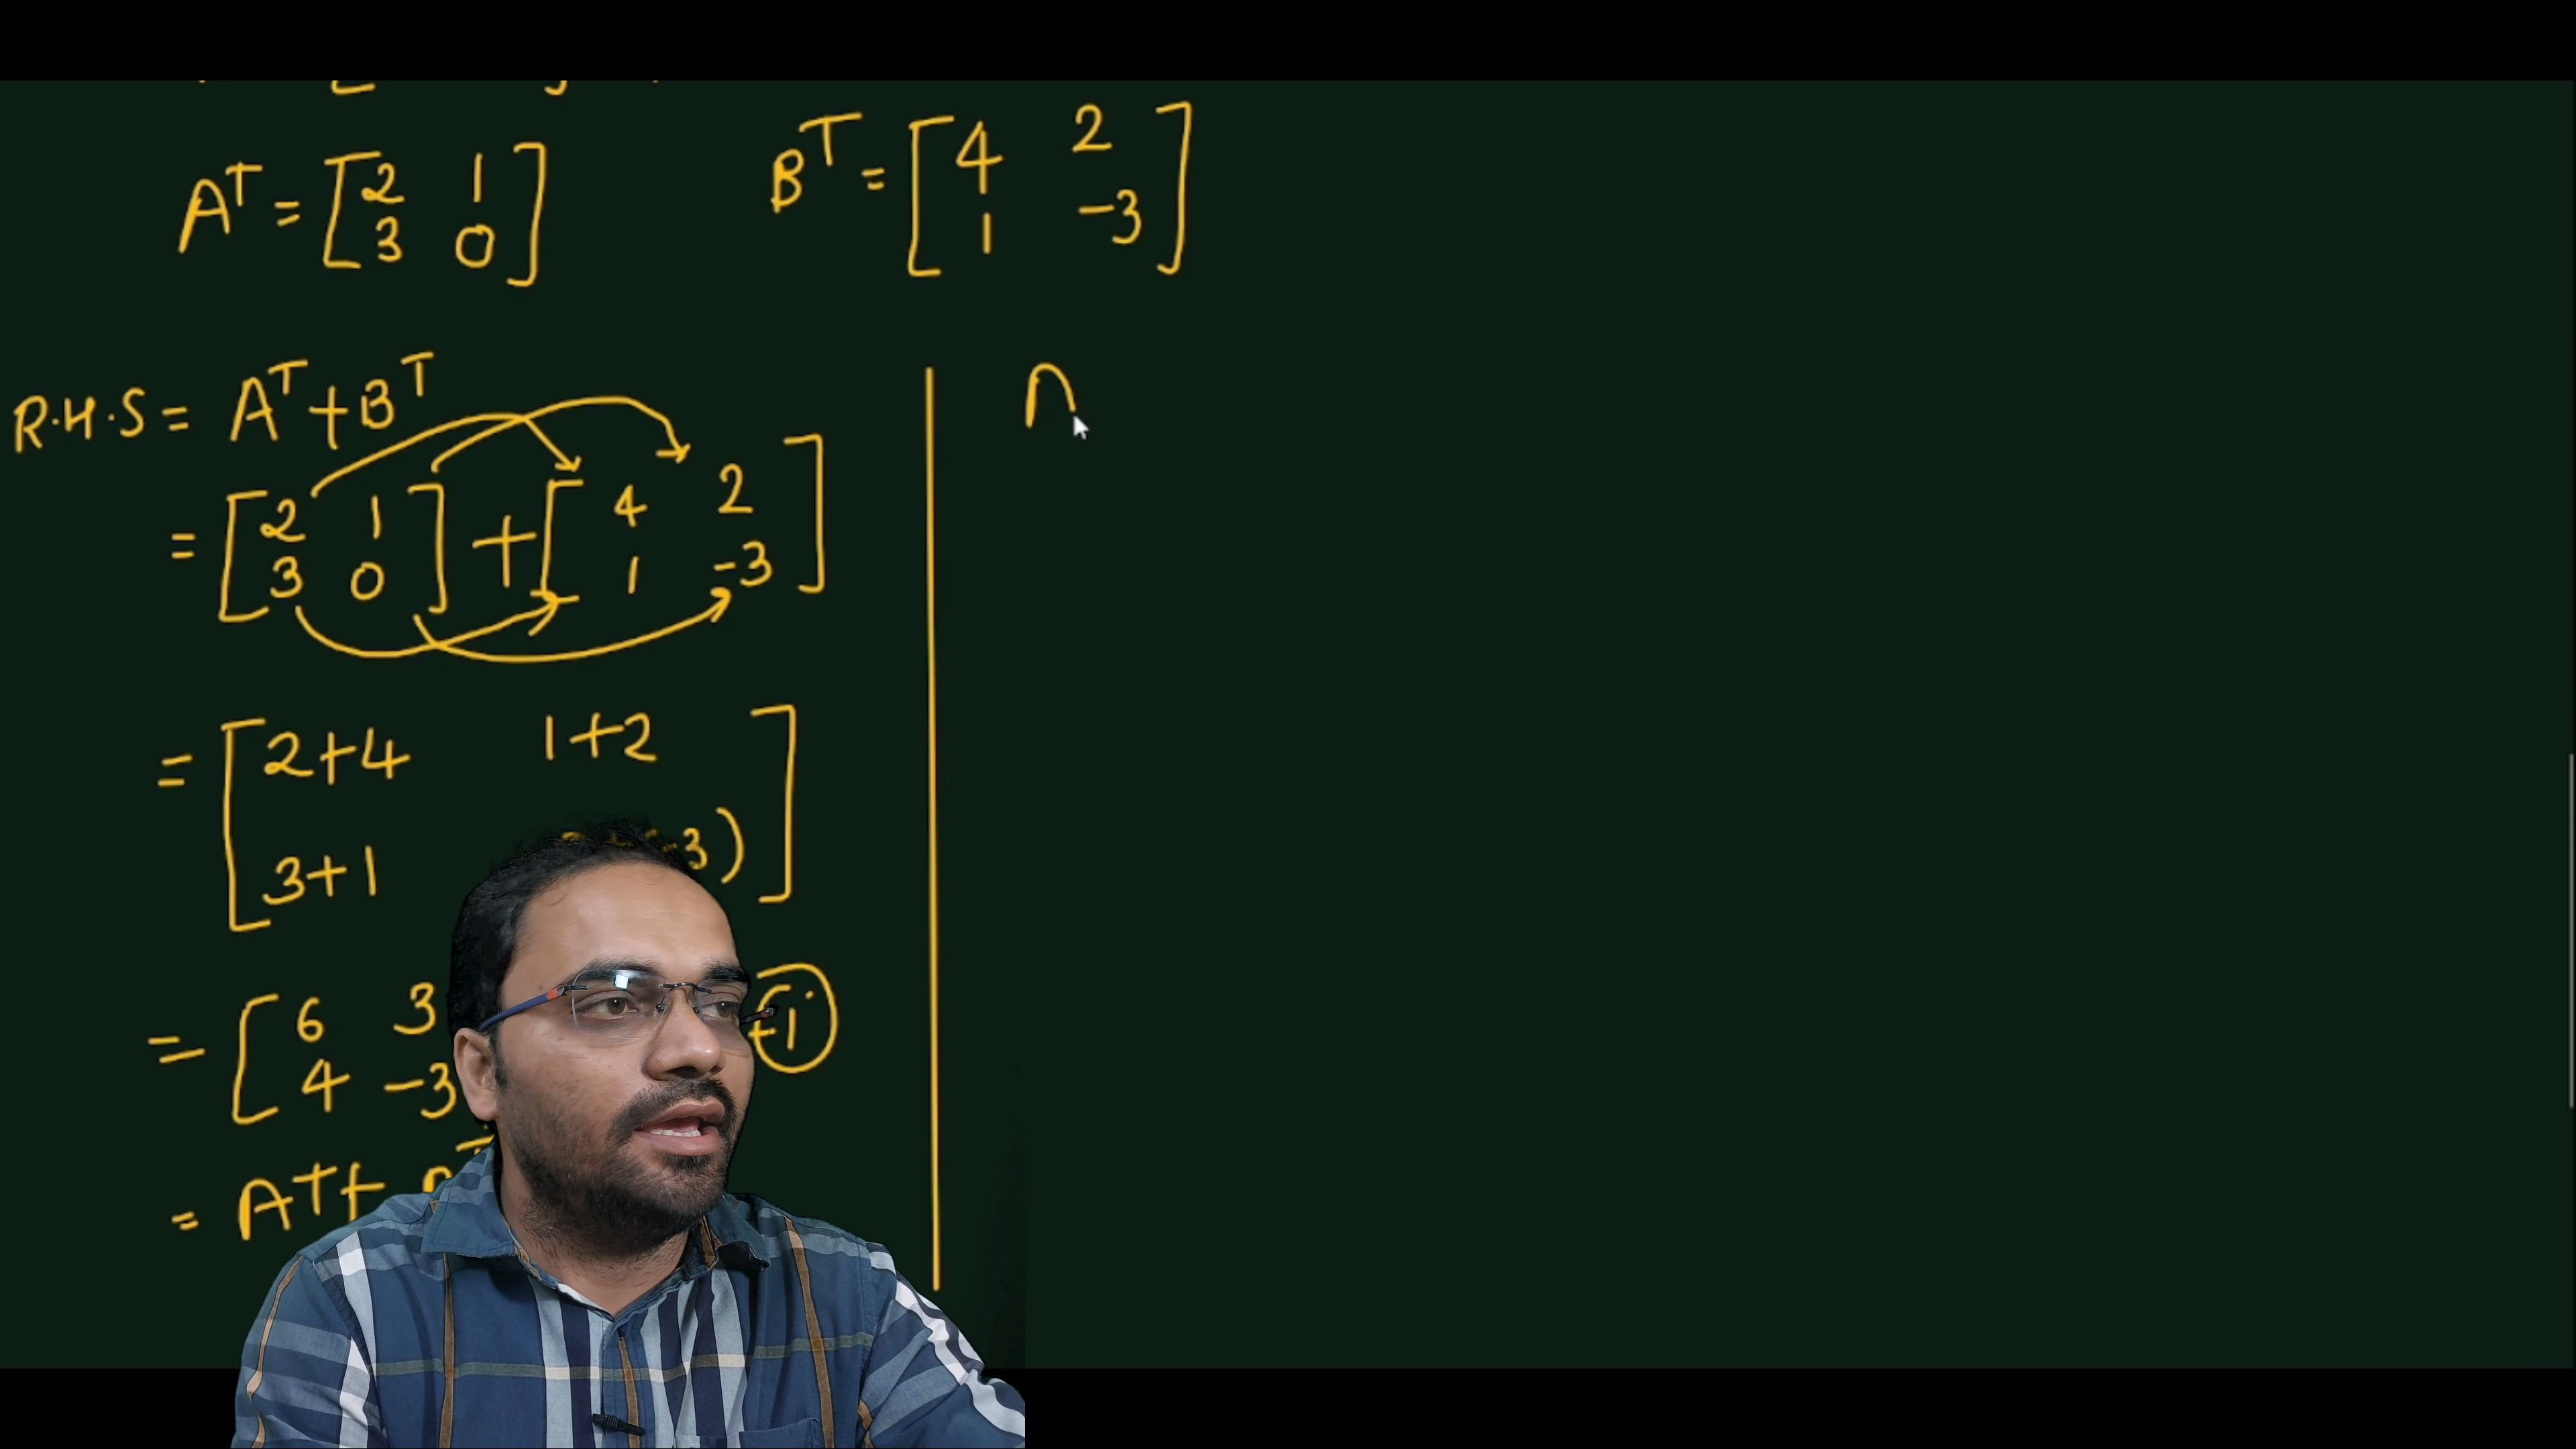 Aᵀ = [2 1
3 0]
Bᵀ = [4 2
1 -3]
R.H.S = Aᵀ + Bᵀ
= [2 1
3 0] + [4 2
1 -3]
= [2+4 1+2
3+1 -3)]
= [6 3
4 -3
i
= Aᵀ +